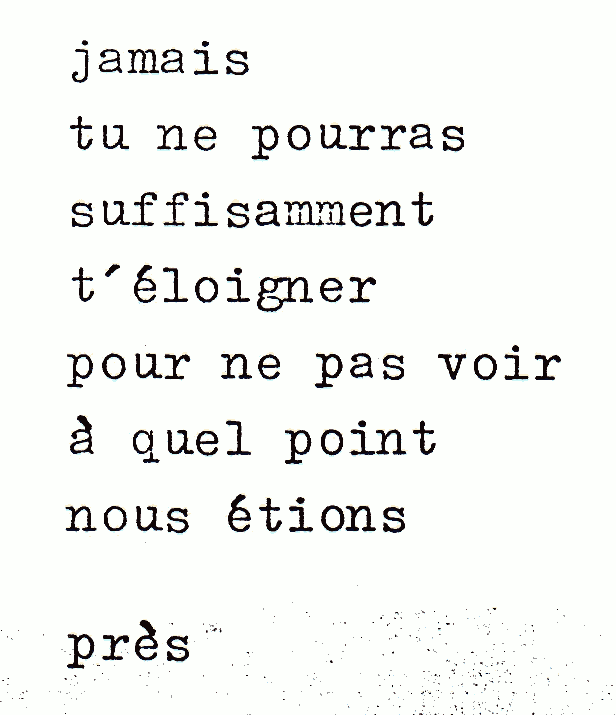 jamais
tu ne pourras
suffisamment
t´éloigner
pour ne pas voir
à quel point
nous étions
près